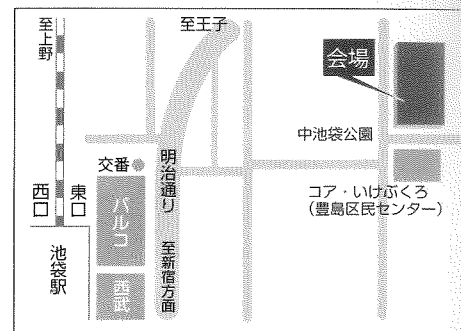 至上野
至王子
会場
中池袋公園
交番
明治通り
コア・いけぶくろ
（豊島区民センター）
西口
東口
パルコ
池袋駅
西武
至新宿方面